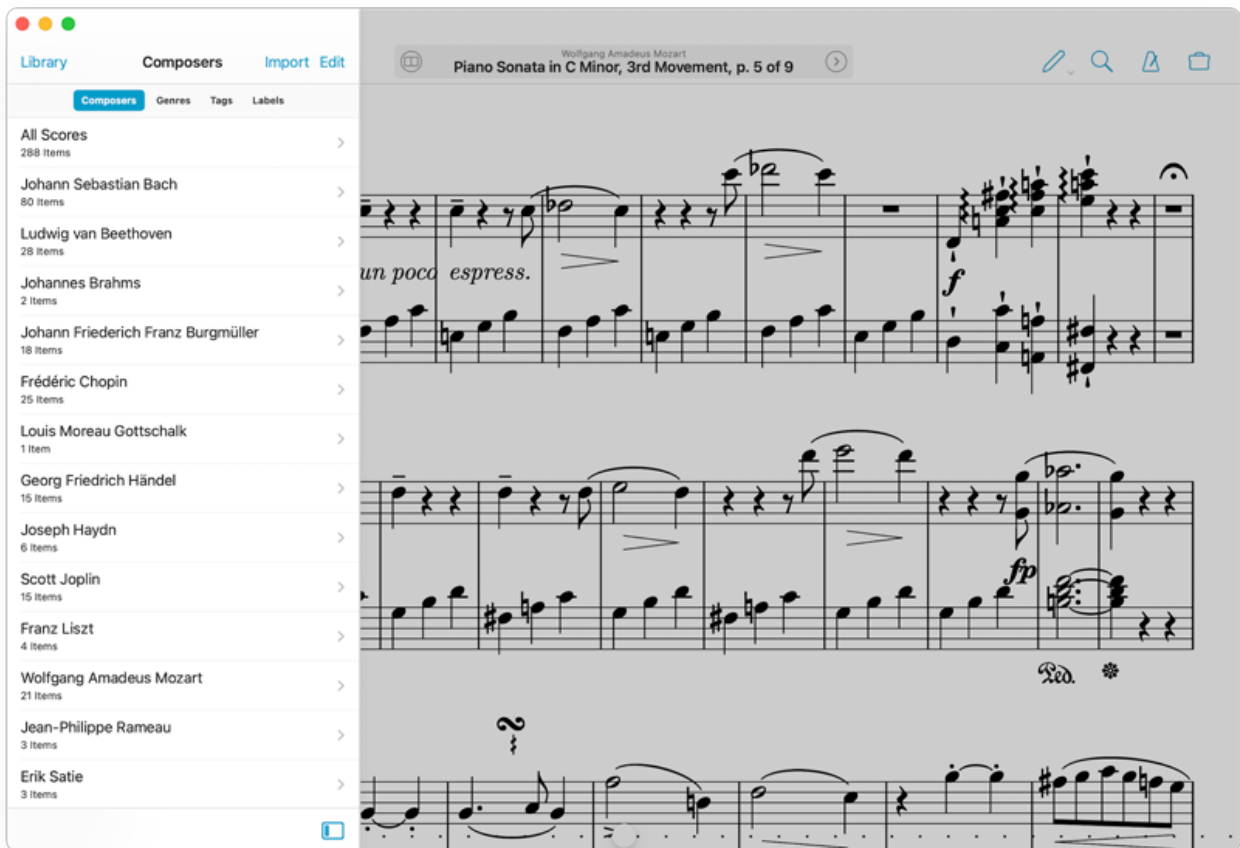 Library
Composers
Import
Edit
Composers
Genres
Tags
Labels
All Scores
288 Items
Johann Sebastian Bach
80 Items
Ludwig van Beethoven
28 Items
Johannes Brahms
2 Items
Johann Friederich Franz Burgmüller
18 Items
Frédéric Chopin
25 Items
Louis Moreau Gottschalk
1 Item
Georg Friedrich Händel
15 Items
Joseph Haydn
6 Items
Scott Joplin
15 Items
Franz Liszt
4 Items
Wolfgang Amadeus Mozart
21 Items
Jean-Philippe Rameau
3 Items
Erik Satie
3 Items
Wolfgang Amadeus Mozart
Piano Sonata in C Minor, 3rd Movement, p. 5 of 9
un poco espress.
f
fp
Ped.